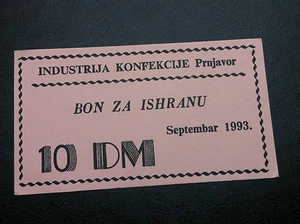 INDUSTRIJA KONFEKCIJE Prnjavor
BON ZA ISHRANU
Septembar 1993.
10 DM